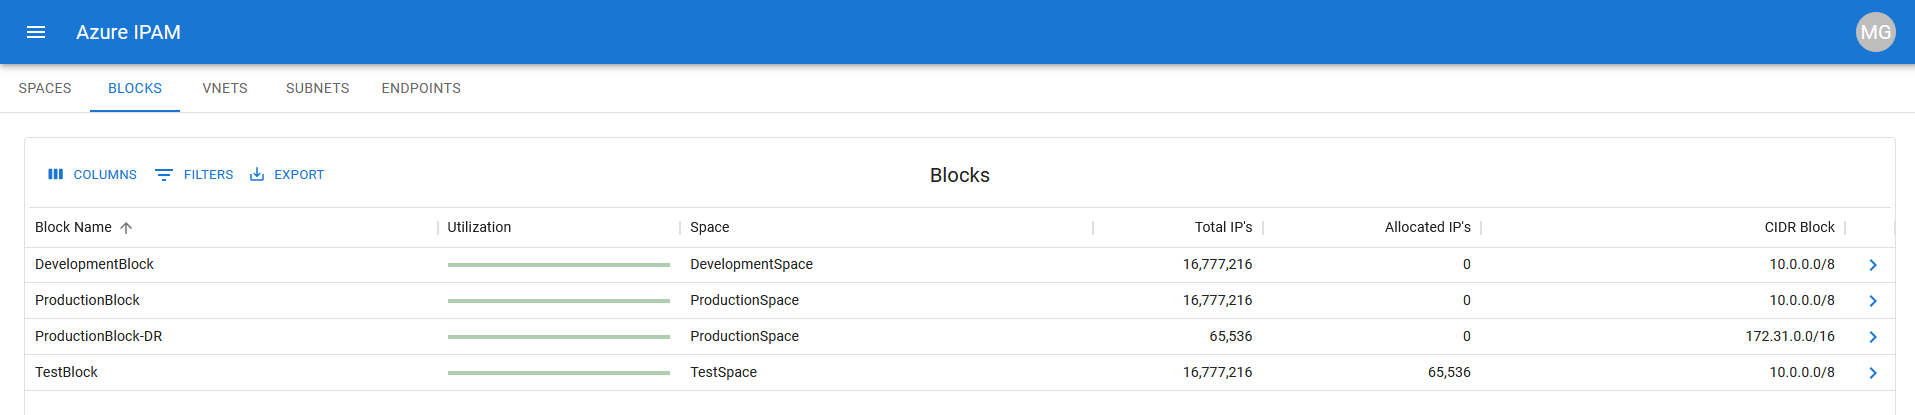 Azure IPAM MG
SPACES BLOCKS VNETS SUBNETS ENDPOINTS
COLUMNS FILTERS EXPORT Blocks
Block Name Utilization Space Total IP's Allocated IP's CIDR Block
DevelopmentBlock DevelopmentSpace 16,777,216 0 10.0.0.0/8
ProductionBlock ProductionSpace 16,777,216 0 10.0.0.0/8
ProductionBlock-DR ProductionSpace 65,536 0 172.31.0.0/16
TestBlock TestSpace 16,777,216 65,536 10.0.0.0/8